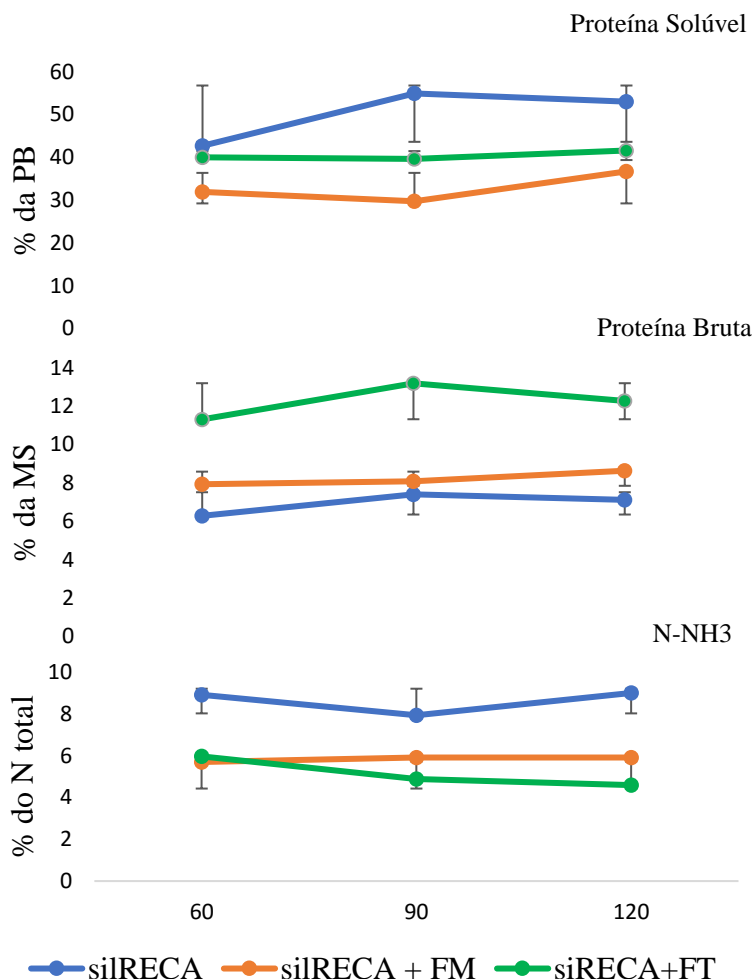 Proteína Solúvel
60
50
40
30
20
10
0
% da PB
Proteína Bruta
14
12
10
8
6
4
2
0
% da MS
N-NH3
10
8
6
4
2
0
% do N total
60 90 120
silRECA silRECA + FM siRECA+FT